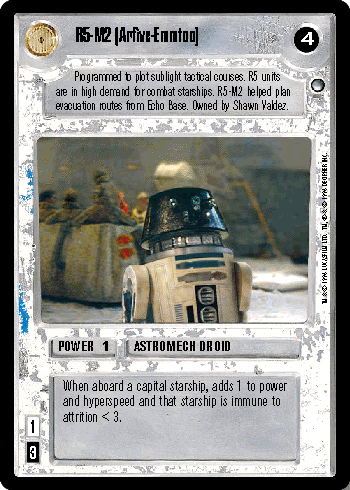 R5-M2 (Arfive-Emmtoo)
4
Programmed to plot sublight tactical courses. R5 units
are in high demand for combat starships. R5-M2 helped plan
evacuation routes from Echo Base. Owned by Shawn Valdez.
POWER 1 ASTROMECH DROID
When aboard a capital starship, adds 1 to power
and hyperspeed and that starship is immune to
attrition < 3.
1
3